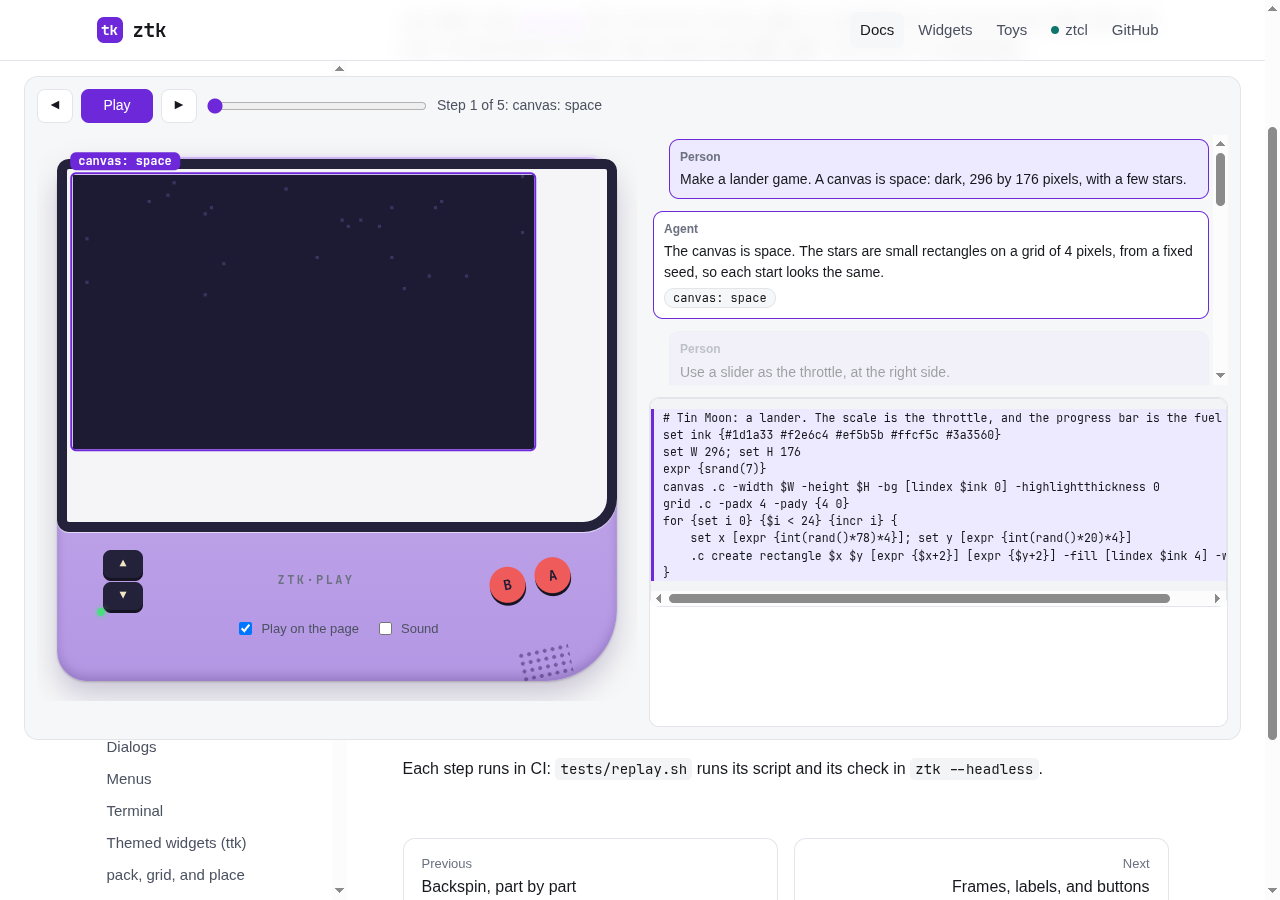 tk ztk
Docs Widgets Toys ztcl GitHub
Play
Step 1 of 5: canvas: space
canvas: space
ZTK·PLAY
B A
Play on the page Sound
Person
Make a lander game. A canvas is space: dark, 296 by 176 pixels, with a few stars.
Agent
The canvas is space. The stars are small rectangles on a grid of 4 pixels, from a fixed
seed, so each start looks the same.
canvas: space
Person
Use a slider as the throttle, at the right side.
# Tin Moon: a lander. The scale is the throttle, and the progress bar is the fuel
set ink {#1d1a33 #f2e6c4 #ef5b5b #ffcf5c #3a3560}
set W 296; set H 176
expr {srand(7)}
canvas .c -width $W -height $H -bg [lindex $ink 0] -highlightthickness 0
grid .c -padx 4 -pady {4 0}
for {set i 0} {$i < 24} {incr i} {
    set x [expr {int(rand()*78)*4}]; set y [expr {int(rand()*20)*4}]
    .c create rectangle $x $y [expr {$x+2}] [expr {$y+2}] -fill [lindex $ink 4] -w
}
Dialogs
Menus
Terminal
Themed widgets (ttk)
pack, grid, and place
Each step runs in CI: tests/replay.sh runs its script and its check in ztk --headless.
Previous
Backspin, part by part
Next
Frames, labels, and buttons